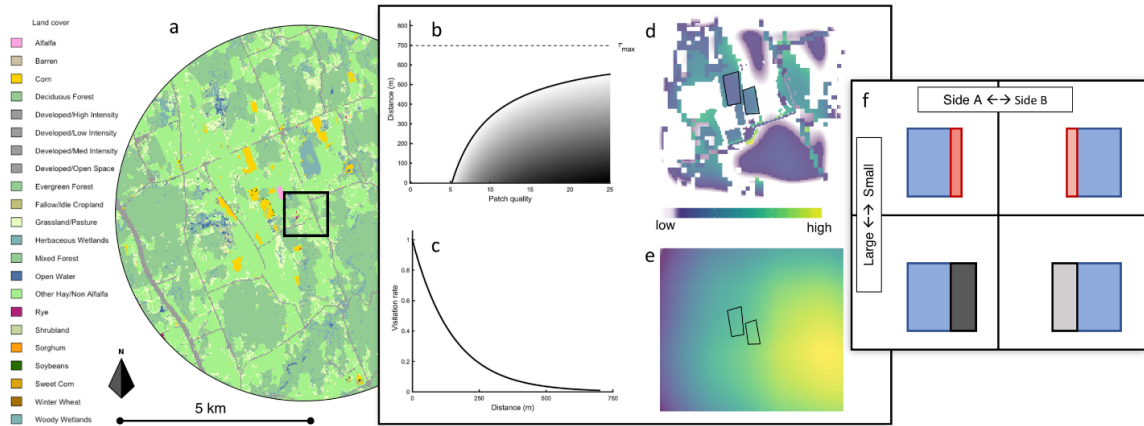 Land cover
Alfalfa
Barren
Corn
Deciduous Forest
Developed/High Intensity
Developed/Low Intensity
Developed/Med Intensity
Developed/Open Space
Evergreen Forest
Fallow/Idle Cropland
Grassland/Pasture
Herbaceous Wetlands
Mixed Forest
Open Water
Other Hay/Non Alfalfa
Rye
Shrubland
Sorghum
Soybeans
Sweet Corn
Winter Wheat
Woody Wetlands
a
N
5 km
b
800
700
600
500
400
300
200
100
0
Distance (m)
τmax
0
5
10
15
20
25
Patch quality
c
1
0.8
0.6
0.4
0.2
0
Visitation rate
0
250
500
750
Distance (m)
d
low
high
e
f
Side A ←→ Side B
Large ←→ Small